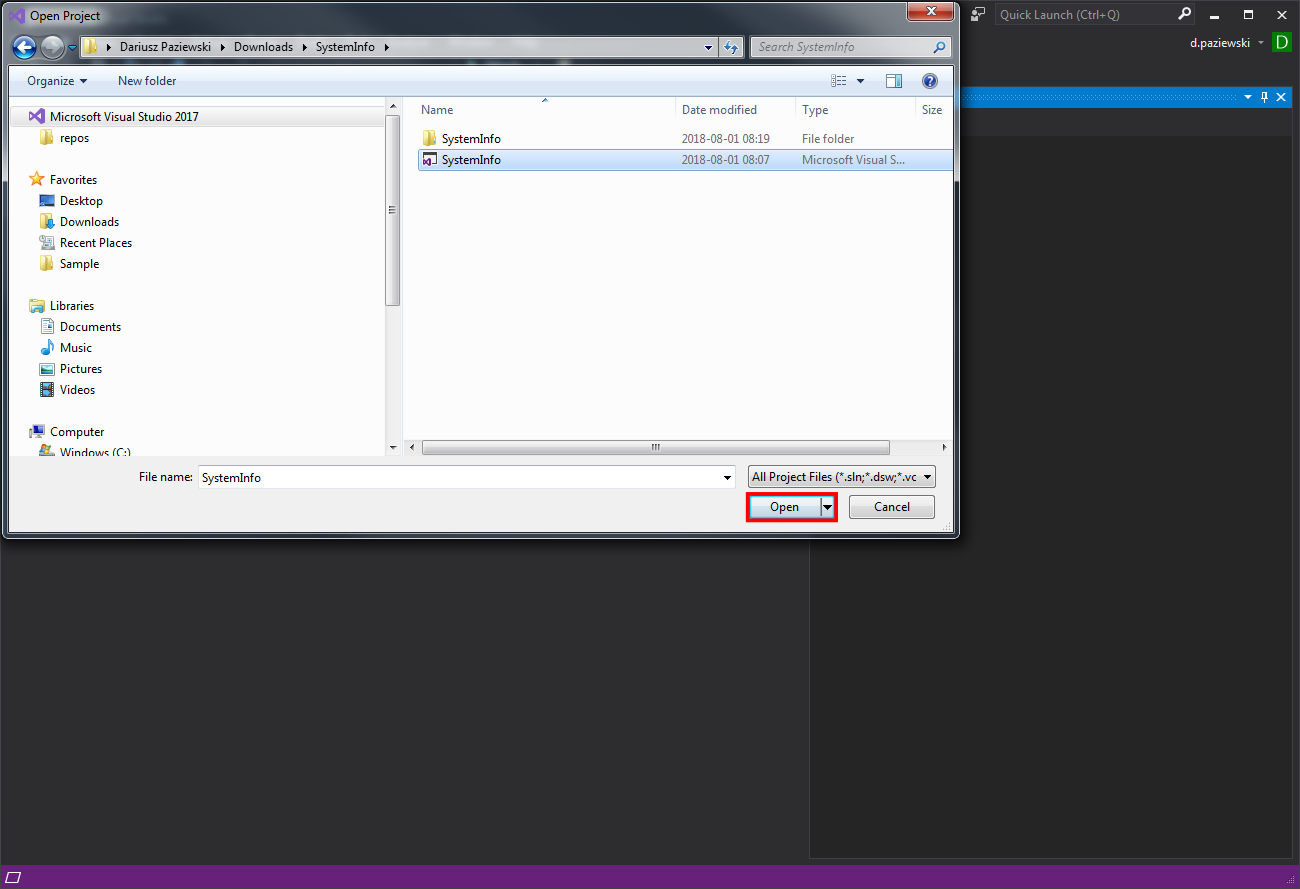 Open Project
Quick Launch (Ctrl+Q)
Dariusz Paziewski Downloads SystemInfo
Search SystemInfo
d.paziewski D
Organize New folder
Microsoft Visual Studio 2017
repos
Favorites
Desktop
Downloads
Recent Places
Sample
Libraries
Documents
Music
Pictures
Videos
Computer
Windows (C:)
Name Date modified Type Size
SystemInfo 2018-08-01 08:19 File folder
SystemInfo 2018-08-01 08:07 Microsoft Visual S...
File name: SystemInfo All Project Files (*.sln;*.dsw;*.vc
Open Cancel